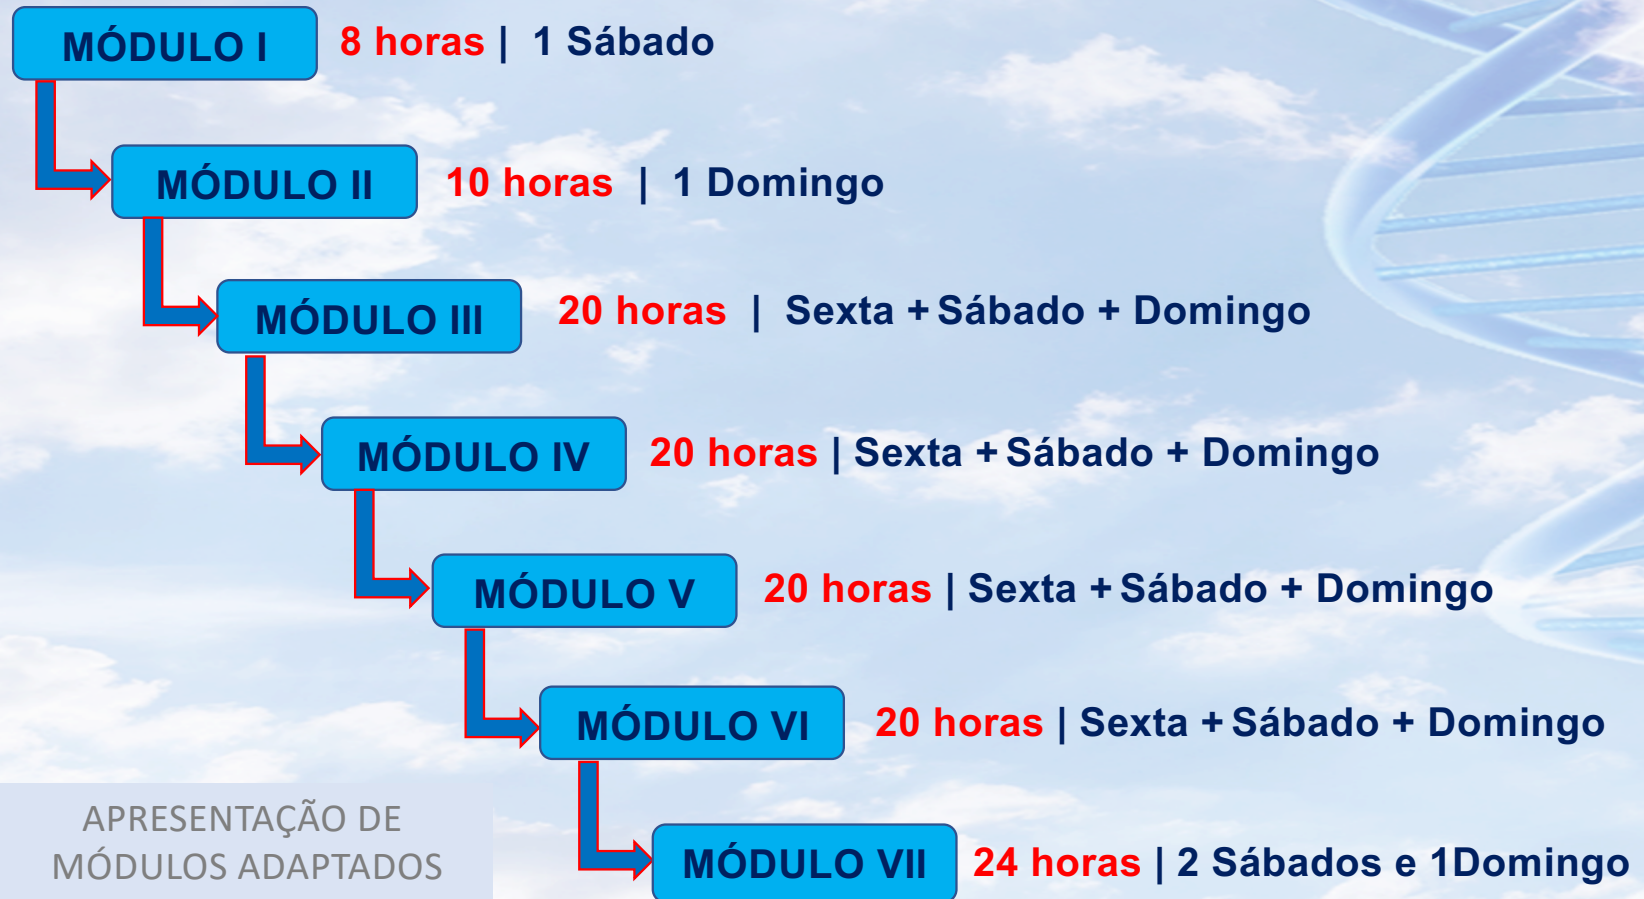 MÓDULO I 8 horas | 1 Sábado
MÓDULO II 10 horas | 1 Domingo
MÓDULO III 20 horas | Sexta + Sábado + Domingo
MÓDULO IV 20 horas | Sexta + Sábado + Domingo
MÓDULO V 20 horas | Sexta + Sábado + Domingo
MÓDULO VI 20 horas | Sexta + Sábado + Domingo
MÓDULO VII 24 horas | 2 Sábados e 1Domingo
APRESENTAÇÃO DE
MÓDULOS ADAPTADOS